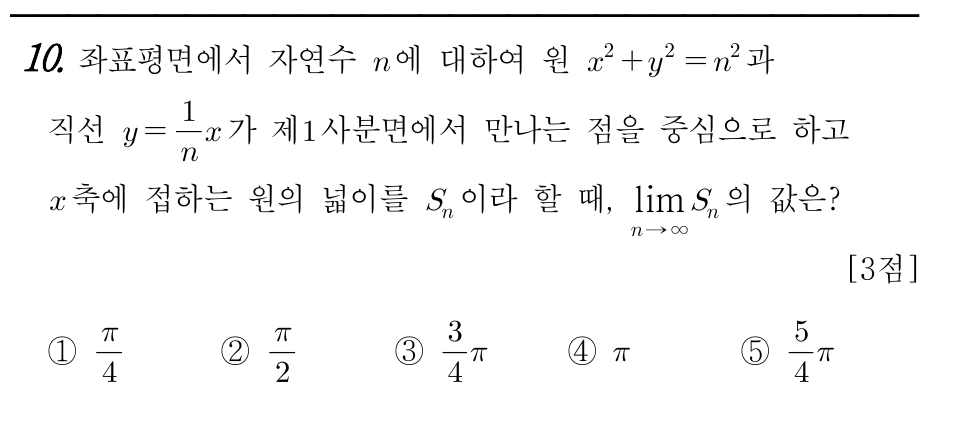 10. 좌표평면에서 자연수 $n$에 대하여 원 $x^2+y^2=n^2$과
직선 $y=\frac{1}{n}x$가 제1사분면에서 만나는 점을 중심으로 하고
$x$축에 접하는 원의 넓이를 $S_n$이라 할 때, $\lim_{n \to \infty} S_n$의 값은?
[3점]
① $\frac{\pi}{4}$ ② $\frac{\pi}{2}$ ③ $\frac{3}{4}\pi$ ④ $\pi$ ⑤ $\frac{5}{4}\pi$